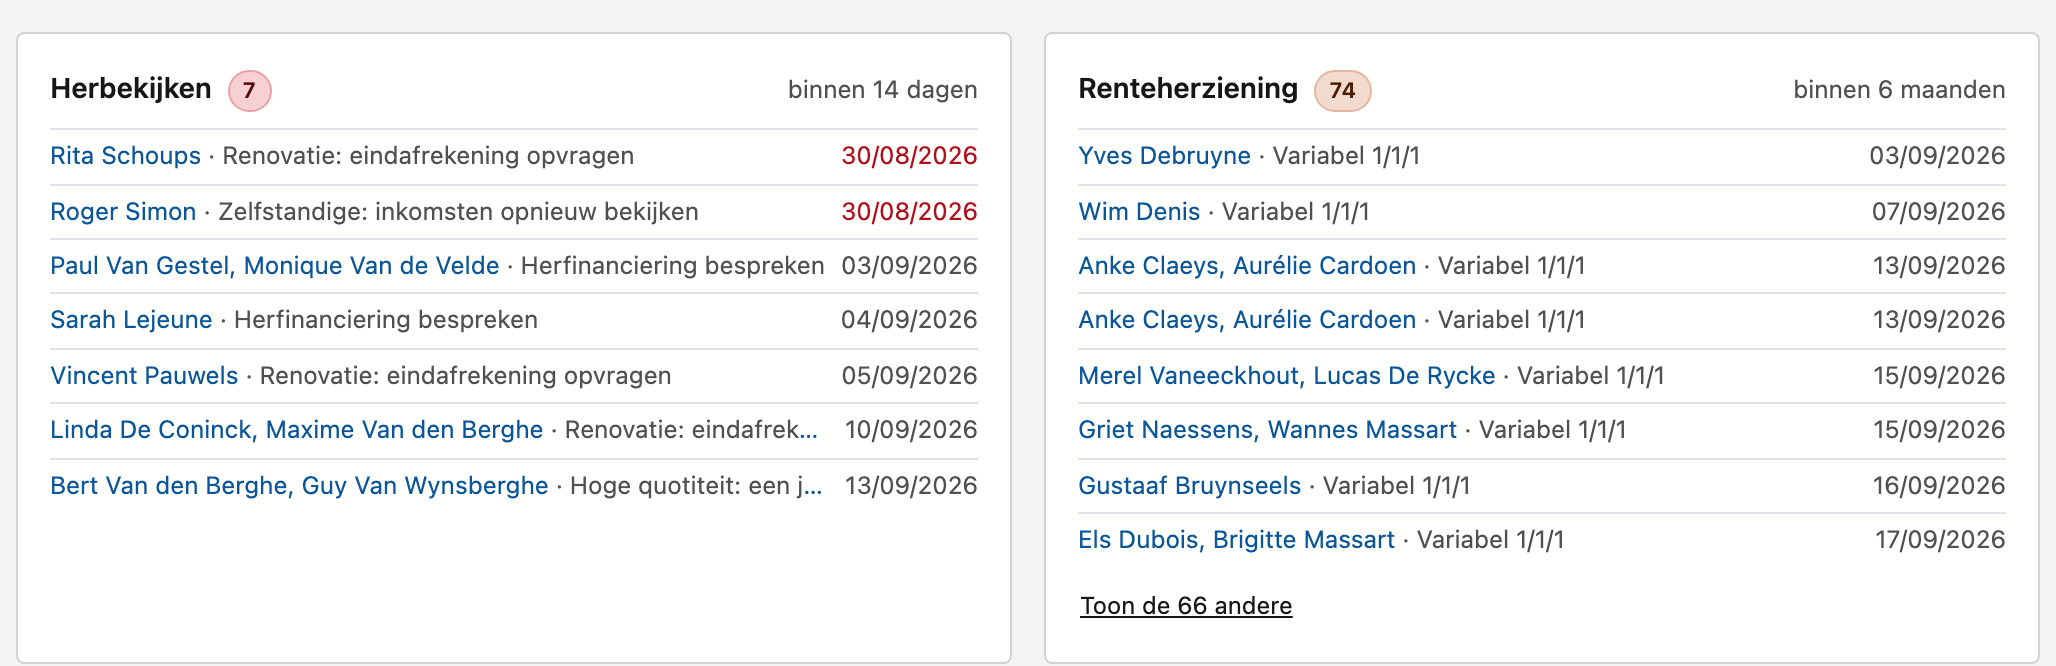 Herbekijken 7 binnen 14 dagen
Rita Schoups · Renovatie: eindafrekening opvragen 30/08/2026
Roger Simon · Zelfstandige: inkomsten opnieuw bekijken 30/08/2026
Paul Van Gestel, Monique Van de Velde · Herfinanciering bespreken 03/09/2026
Sarah Lejeune · Herfinanciering bespreken 04/09/2026
Vincent Pauwels · Renovatie: eindafrekening opvragen 05/09/2026
Linda De Coninck, Maxime Van den Berghe · Renovatie: eindafrek... 10/09/2026
Bert Van den Berghe, Guy Van Wynsberghe · Hoge quotiteit: een j... 13/09/2026
Renteherziening 74 binnen 6 maanden
Yves Debruyne · Variabel 1/1/1 03/09/2026
Wim Denis · Variabel 1/1/1 07/09/2026
Anke Claeys, Aurélie Cardoen · Variabel 1/1/1 13/09/2026
Anke Claeys, Aurélie Cardoen · Variabel 1/1/1 13/09/2026
Merel Vaneeckhout, Lucas De Rycke · Variabel 1/1/1 15/09/2026
Griet Naessens, Wannes Massart · Variabel 1/1/1 15/09/2026
Gustaaf Bruynseels · Variabel 1/1/1 16/09/2026
Els Dubois, Brigitte Massart · Variabel 1/1/1 17/09/2026
Toon de 66 andere